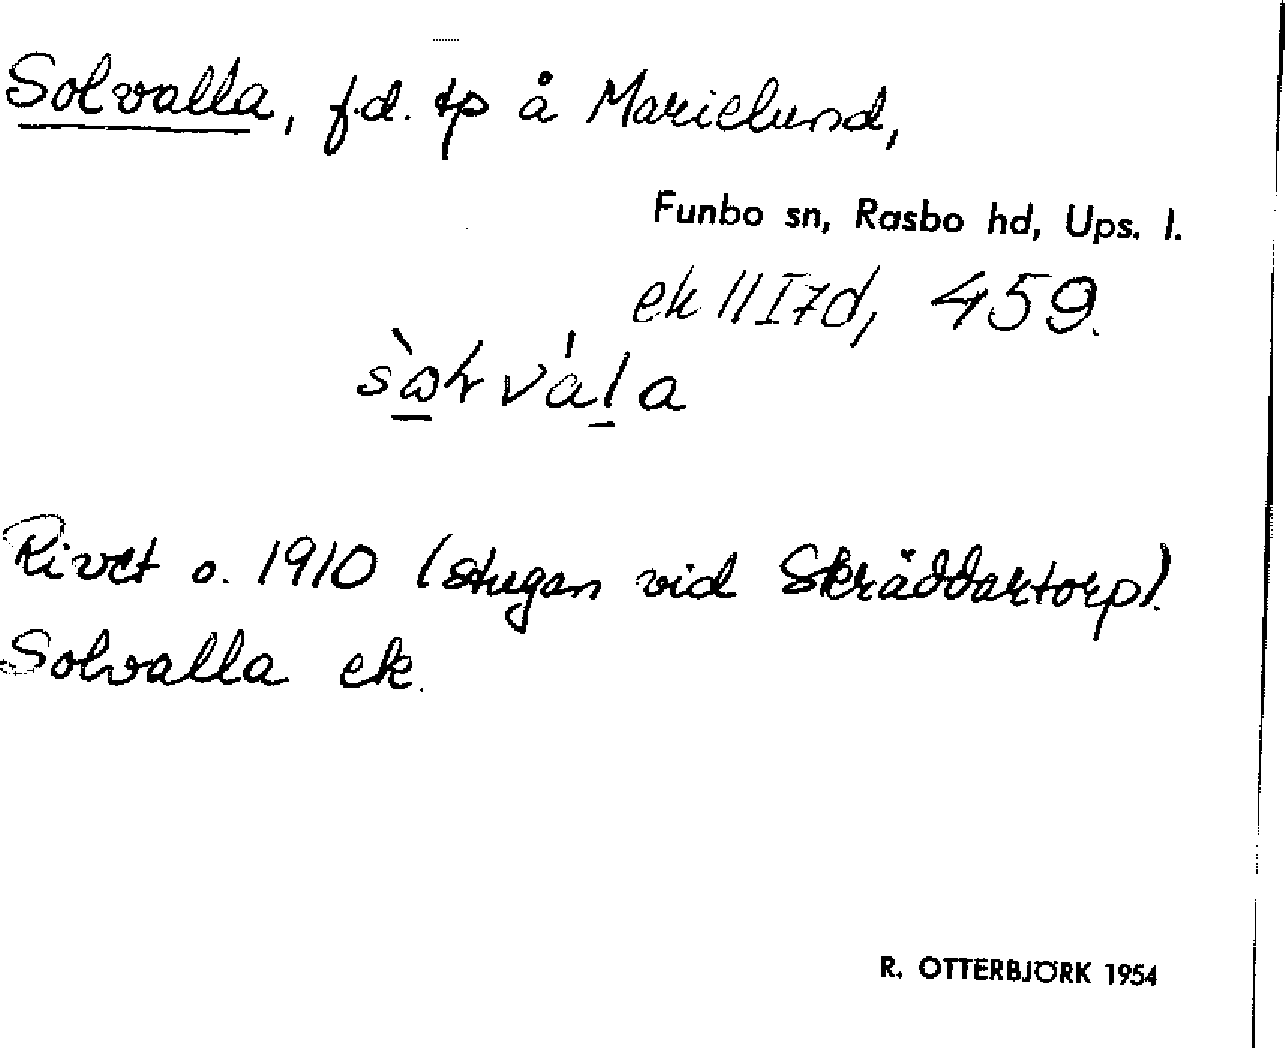 Solvalla, f.d. tp å Marielund,
Funbo sn, Rasbo hd, Ups. l.
ek 11I7d, 459.
Rivet o. 1910 (stugan vid Skräddartorp).
Solvalla ek.
R. OTTERBJÖRK 1954